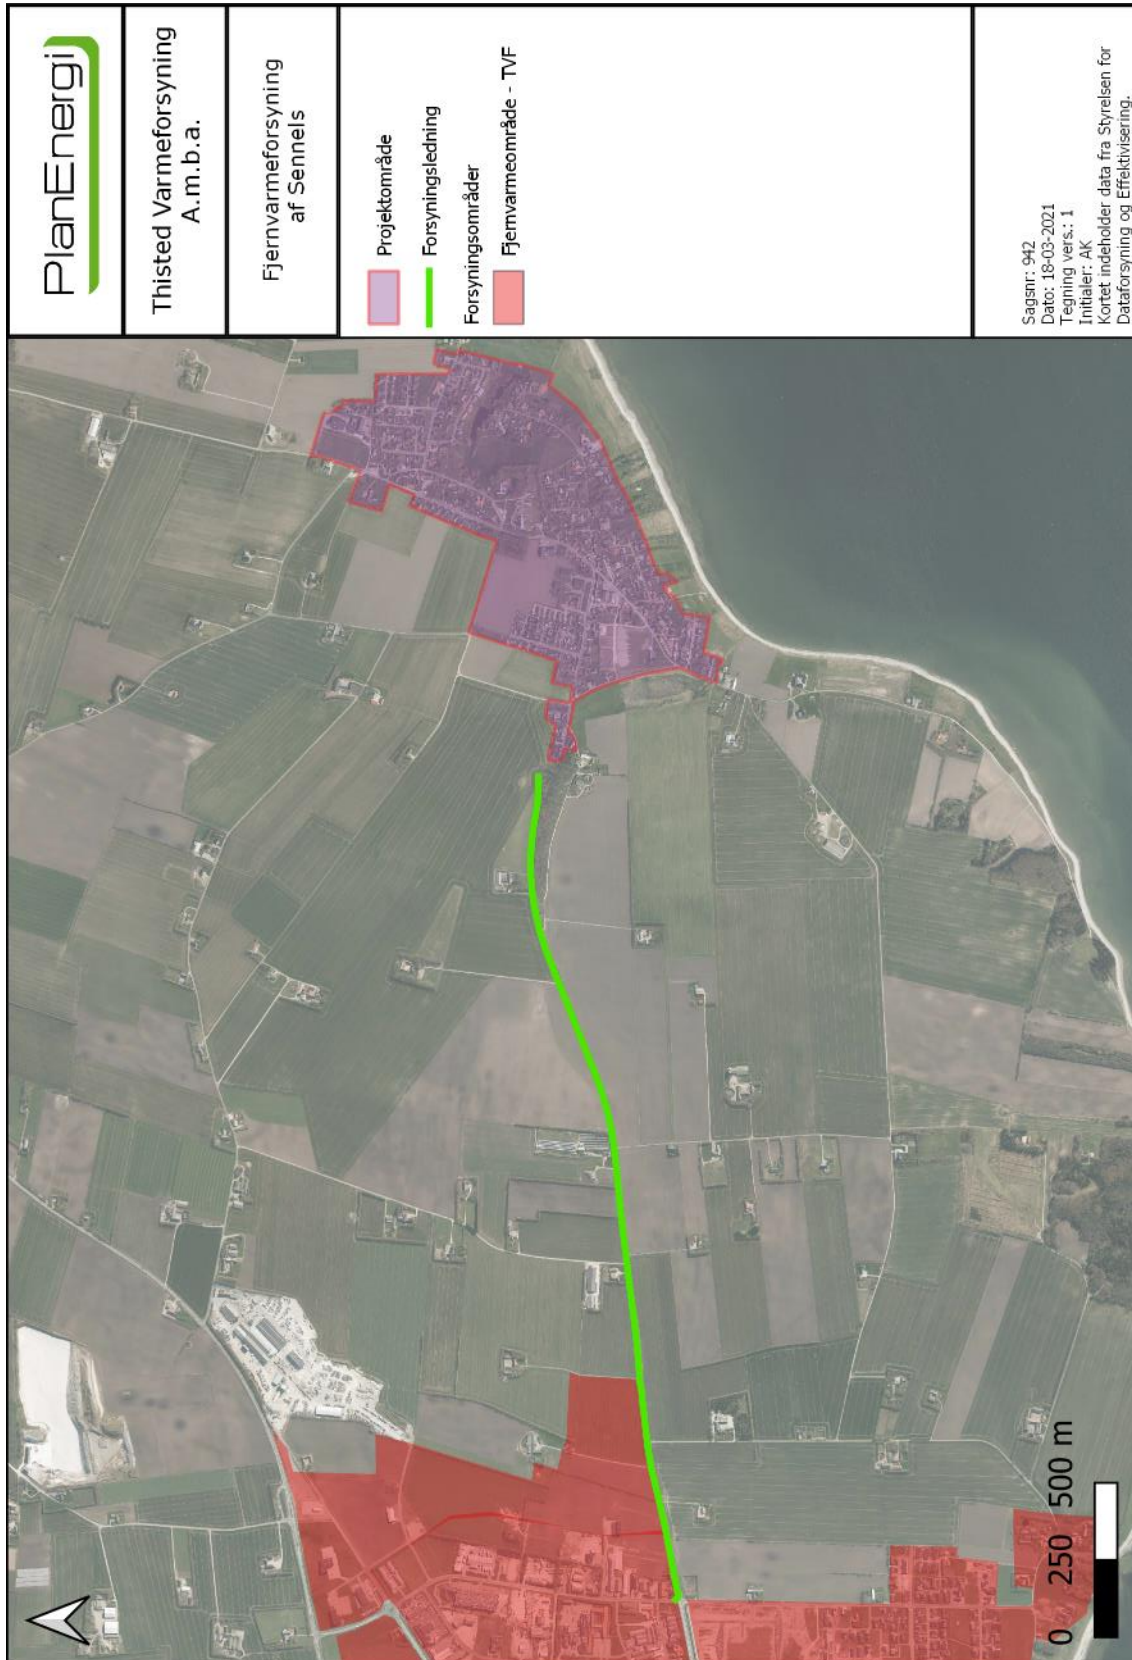 PlanEnergi
Thisted Varmeforsyning
A.m.b.a.
Fjernvarmeforsyning
af Sennels
Projektområde
Forsyningsledning
Forsyningsområder
Fjernvarmeområde - TVF
Sagsnr: 942
Dato: 18-03-2021
Tegning vers.: 1
Initialer: AK
Kortet indeholder data fra Styrelsen for
Dataforsyning og Effektivisering.
0 250 500 m